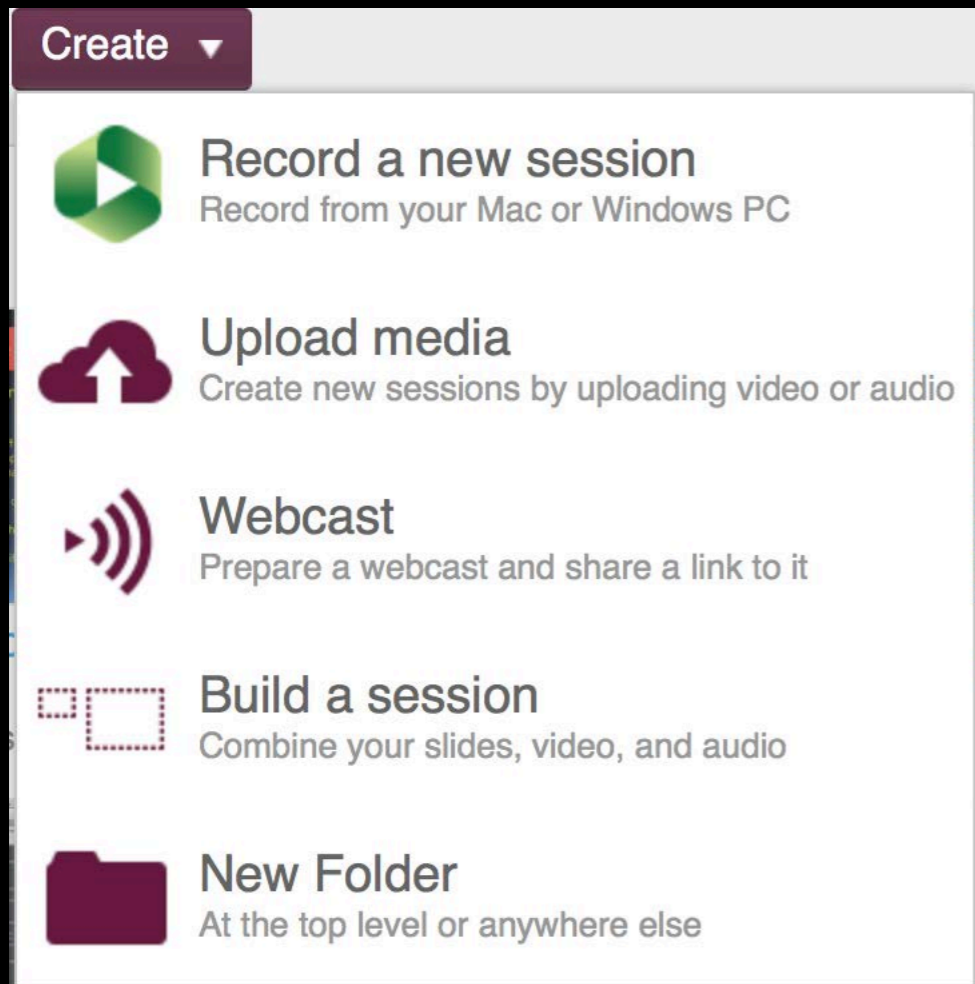 Create
Record a new session
Record from your Mac or Windows PC
Upload media
Create new sessions by uploading video or audio
Webcast
Prepare a webcast and share a link to it
Build a session
Combine your slides, video, and audio
New Folder
At the top level or anywhere else